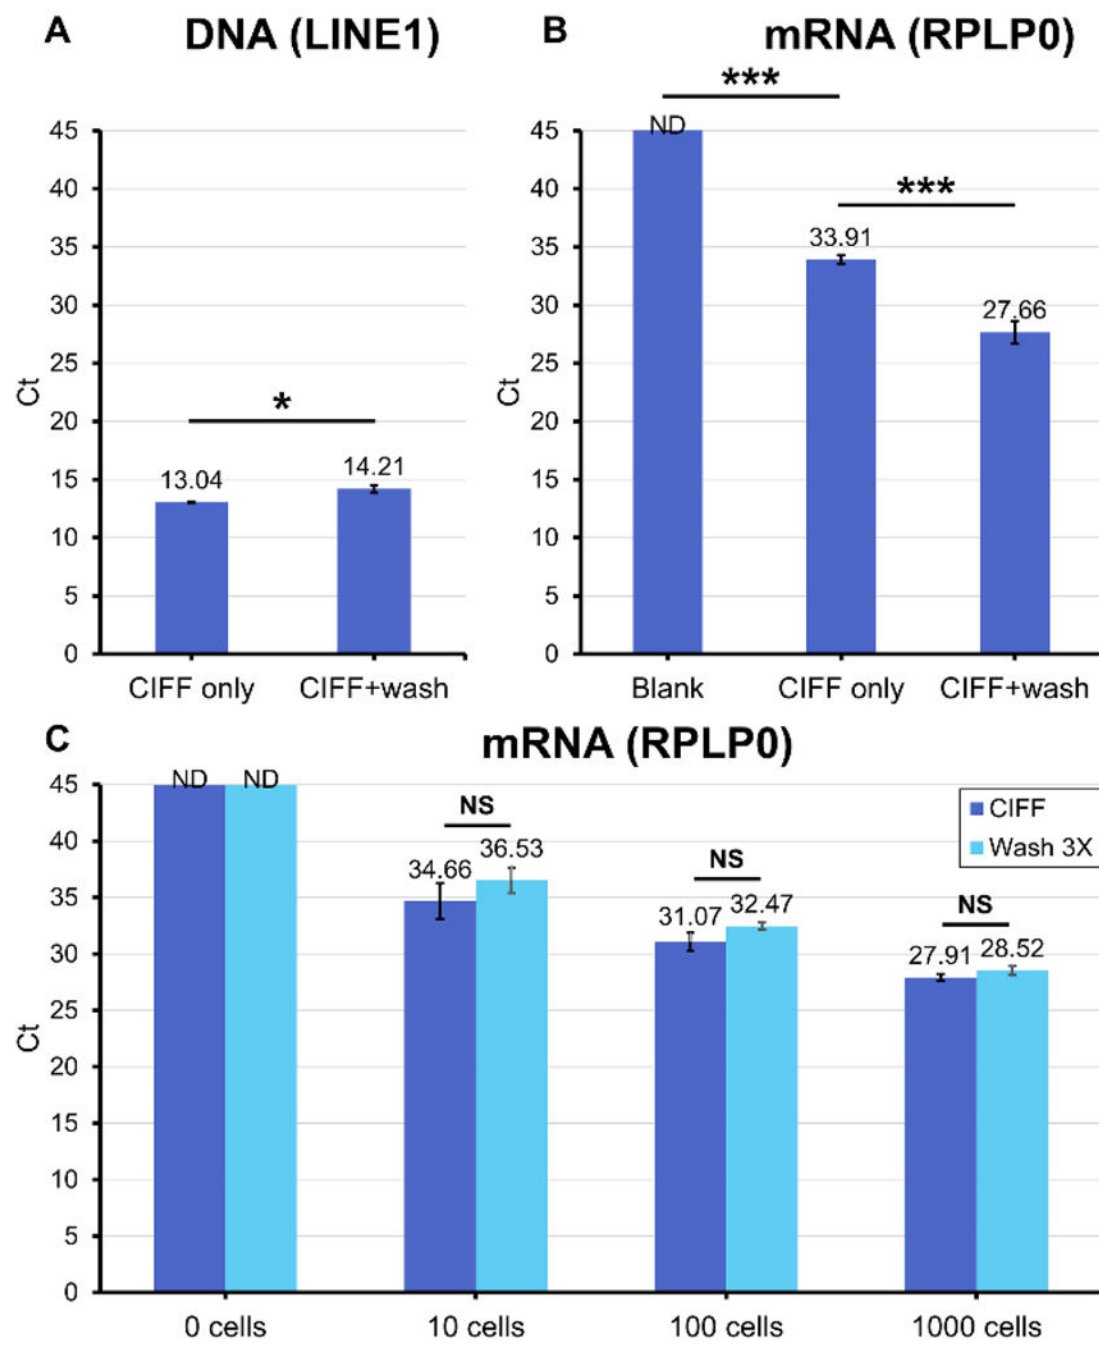 A
DNA (LINE1)
45
40
35
30
25
20
15
10
5
0
Ct
*
13.04
14.21
CIFF only
CIFF+wash
B
mRNA (RPLP0)
***
45
40
35
30
25
20
15
10
5
0
Ct
ND
***
33.91
27.66
Blank
CIFF only
CIFF+wash
C
mRNA (RPLP0)
45
40
35
30
25
20
15
10
5
0
Ct
ND
ND
NS
34.66
36.53
NS
31.07
32.47
NS
27.91
28.52
CIFF
Wash 3X
0 cells
10 cells
100 cells
1000 cells